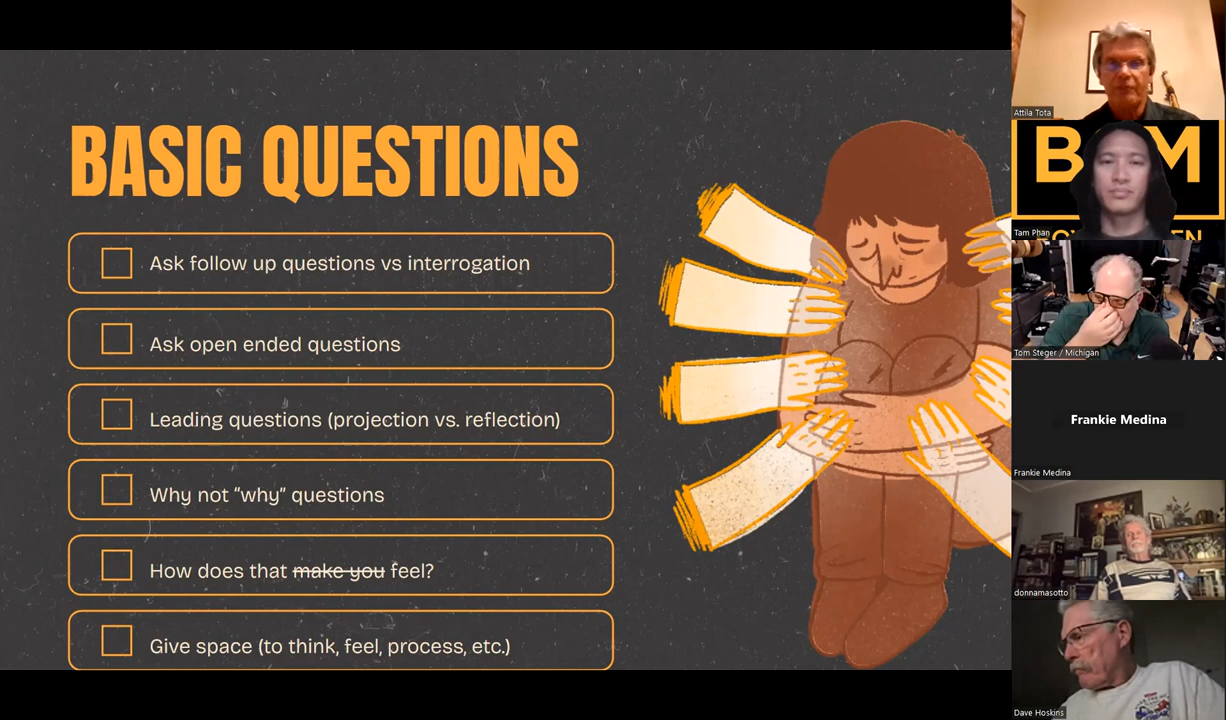 BASIC QUESTIONS
Ask follow up questions vs interrogation
Ask open ended questions
Leading questions (projection vs. reflection)
Why not “why” questions
How does that make you feel?
Give space (to think, feel, process, etc.)
Attila Tota
Tam Phan
Tom Steger / Michigan
Frankie Medina
Frankie Medina
donnamasotto
Dave Hoskins